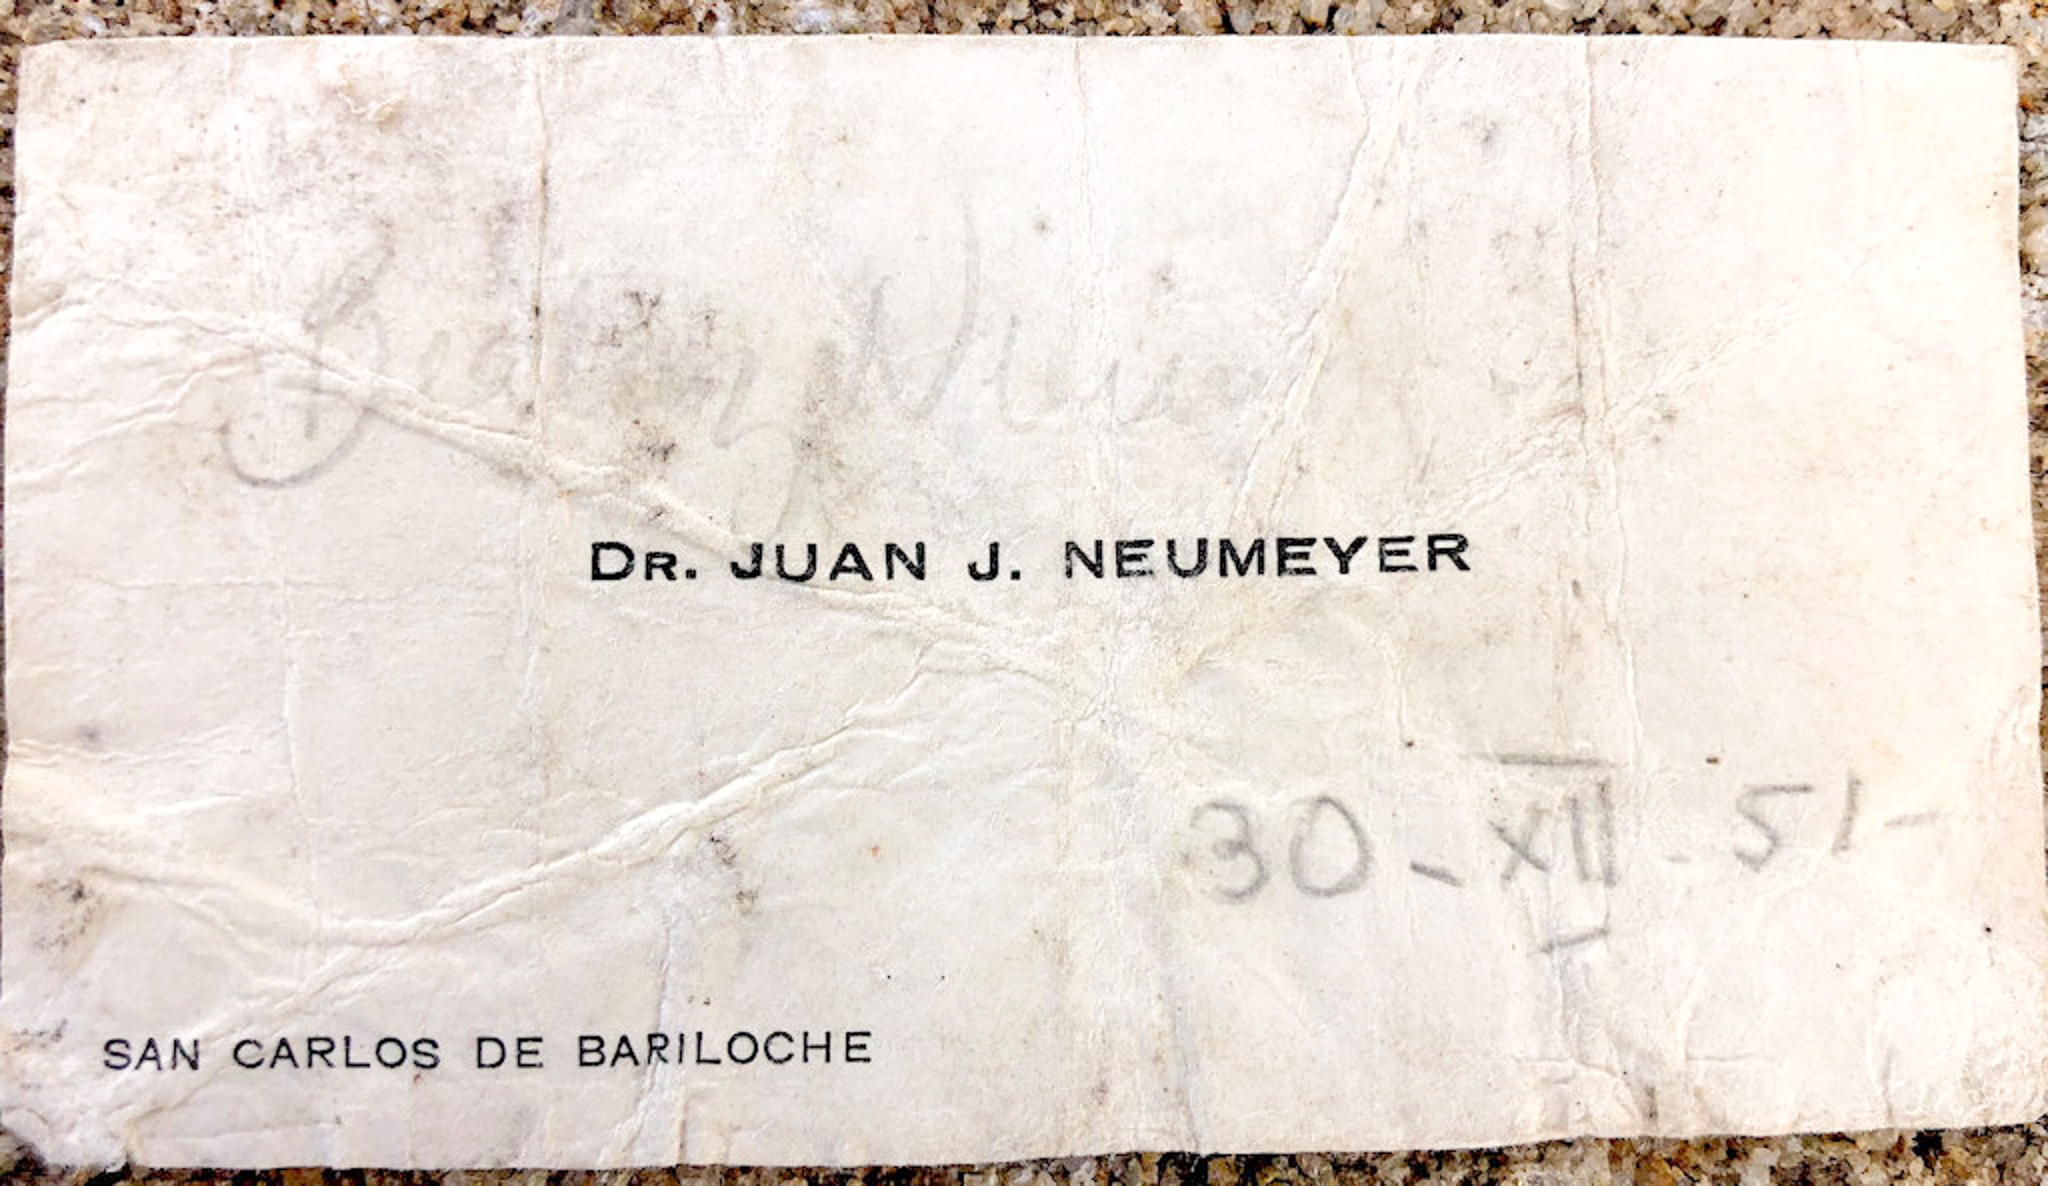 DR. JUAN J. NEUMEYER
30 - XII - 51 -
SAN CARLOS DE BARILOCHE